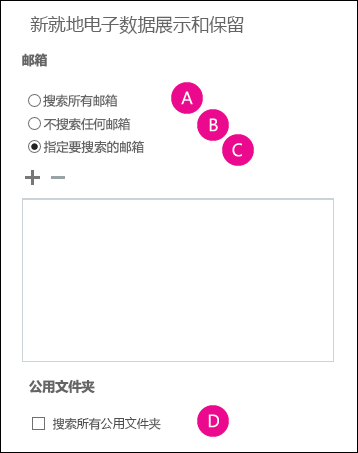 新就地电子数据展示和保留
邮箱
搜索所有邮箱 A
不搜索任何邮箱 B
指定要搜索的邮箱 C
公用文件夹
搜索所有公用文件夹 D